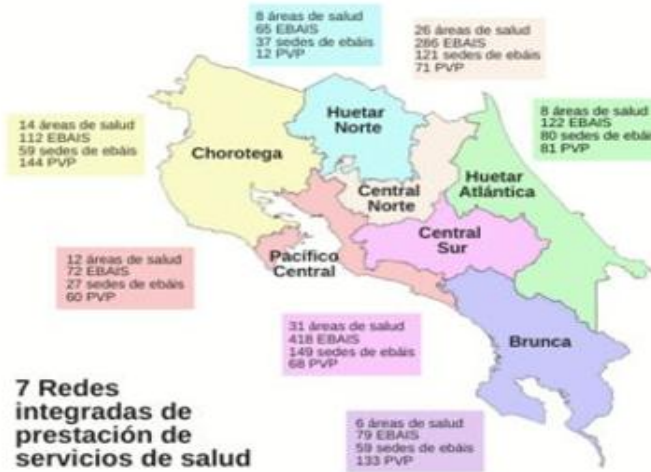 8 áreas de salud
65 EBAIS
37 sedes de ebáis
12 PVP
26 áreas de salud
286 EBAIS
121 sedes de ebáis
71 PVP
8 áreas de salud
122 EBAIS
80 sedes de ebáis
81 PVP
14 áreas de salud
112 EBAIS
59 sedes de ebáis
144 PVP
Huetar
Norte
Chorotega
Central
Norte
Huetar
Atlántica
Central
Sur
Pacífico
Central
12 áreas de salud
72 EBAIS
27 sedes de ebáis
60 PVP
31 áreas de salud
418 EBAIS
149 sedes de ebáis
68 PVP
Brunca
7 Redes
integradas de
prestación de
servicios de salud
6 áreas de salud
79 EBAIS
59 sedes de ebáis
133 PVP